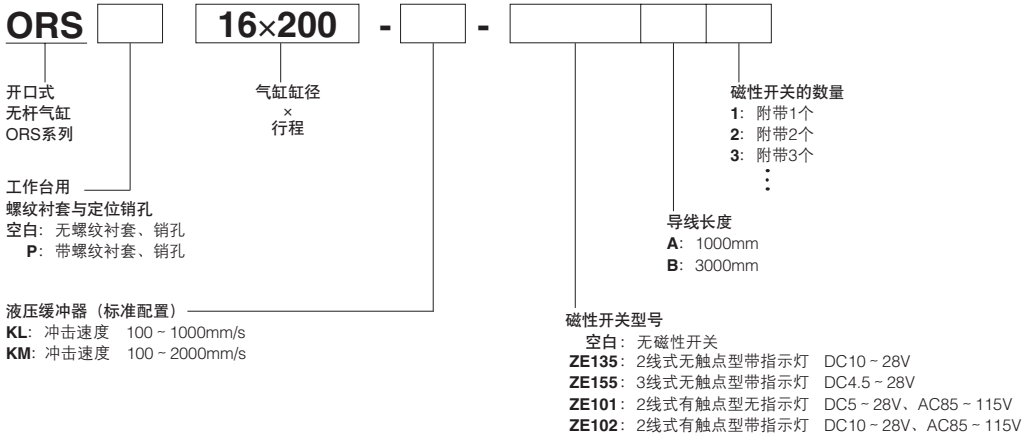 ORS 16×200 - -
开口式
无杆气缸
ORS系列
气缸缸径
×
行程
磁性开关的数量
1：附带1个
2：附带2个
3：附带3个
⋮
工作台用
螺纹衬套与定位销孔
空白：无螺纹衬套、销孔
P：带螺纹衬套、销孔
导线长度
A：1000mm
B：3000mm
液压缓冲器（标准配置）
KL：冲击速度 100～1000mm/s
KM：冲击速度 100～2000mm/s
磁性开关型号
空白：无磁性开关
ZE135：2线式无触点型带指示灯 DC10～28V
ZE155：3线式无触点型带指示灯 DC4.5～28V
ZE101：2线式有触点型无指示灯 DC5～28V、AC85～115V
ZE102：2线式有触点型带指示灯 DC10～28V、AC85～115V